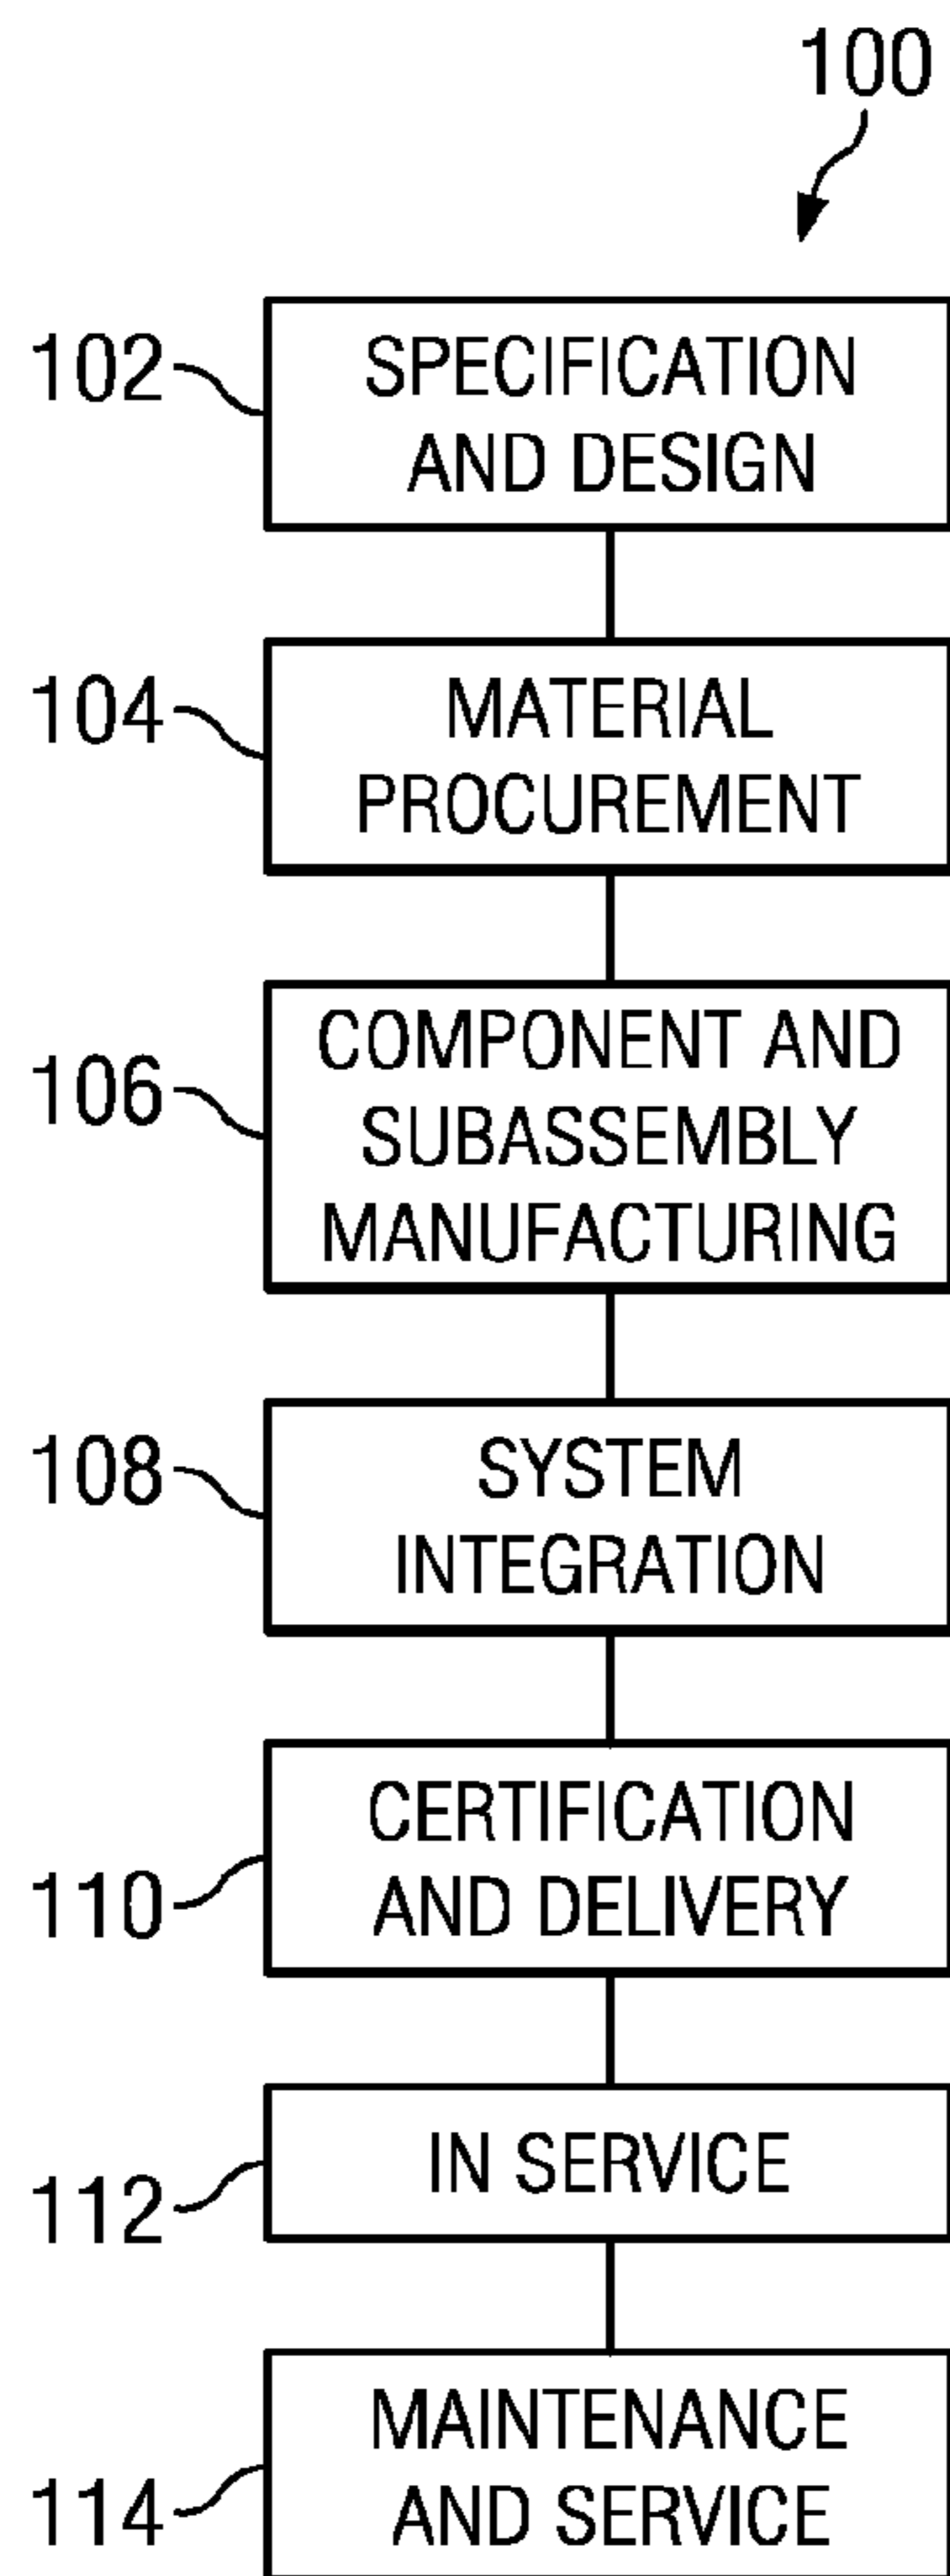 100
102
SPECIFICATION
AND DESIGN
104
MATERIAL
PROCUREMENT
106
COMPONENT AND
SUBASSEMBLY
MANUFACTURING
108
SYSTEM
INTEGRATION
110
CERTIFICATION
AND DELIVERY
112
IN SERVICE
114
MAINTENANCE
AND SERVICE